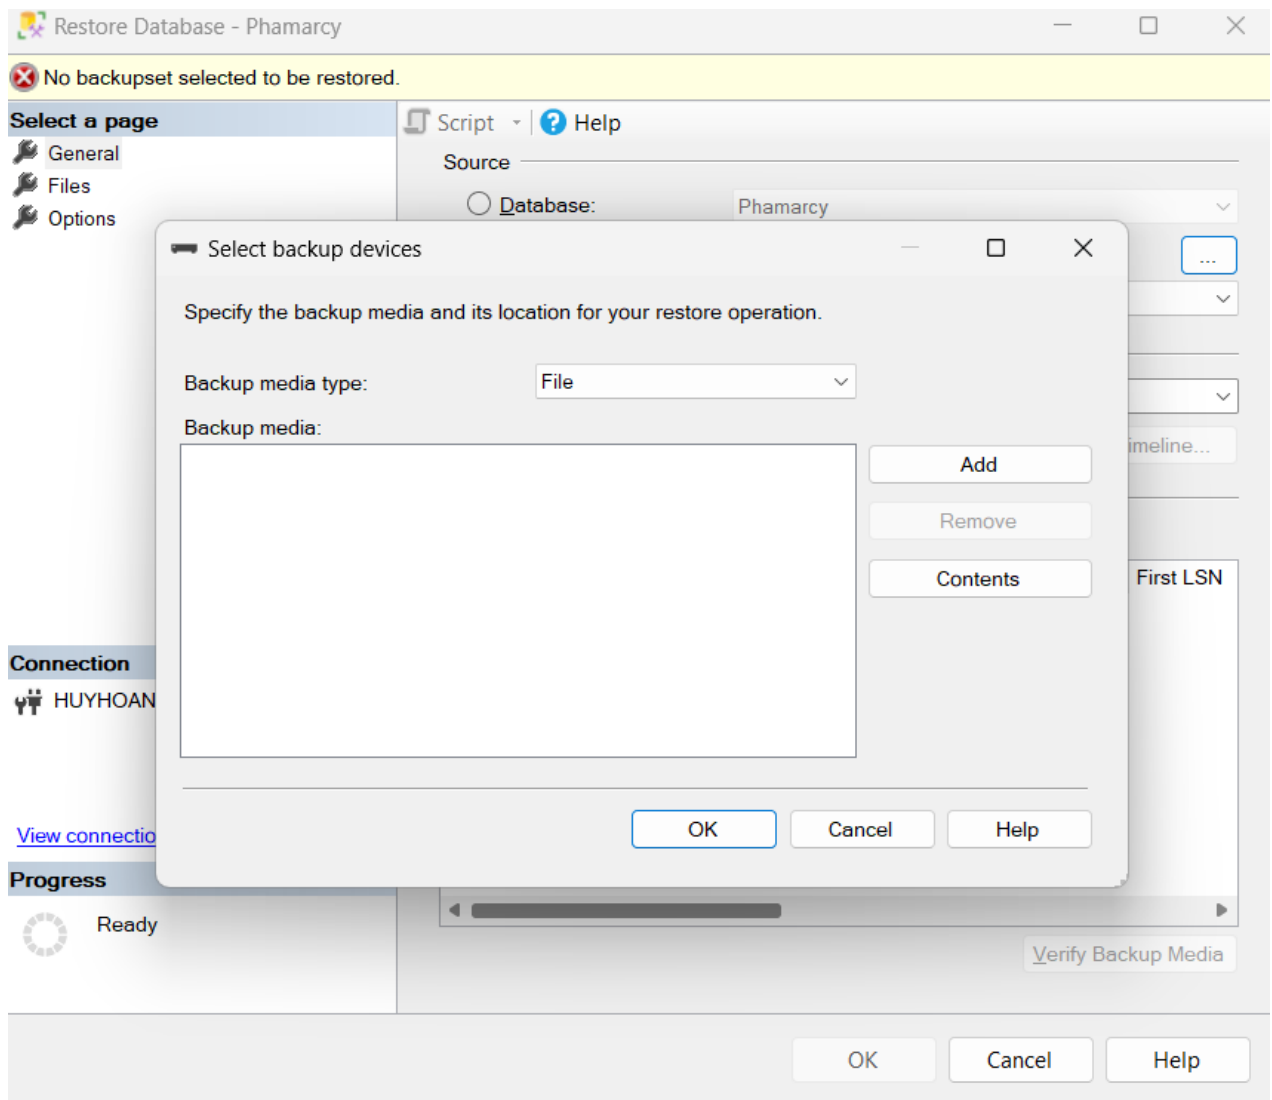 Restore Database - Phamarcy
No backupset selected to be restored.
Select a page
General
Files
Options
Script
Help
Source
Database:
Phamarcy
...
Select backup devices
Specify the backup media and its location for your restore operation.
Backup media type:
File
Backup media:
Add
Remove
Contents
OK
Cancel
Help
imeline...
First LSN
Connection
HUYHOAN
View connectio
Progress
Ready
Verify Backup Media
OK
Cancel
Help